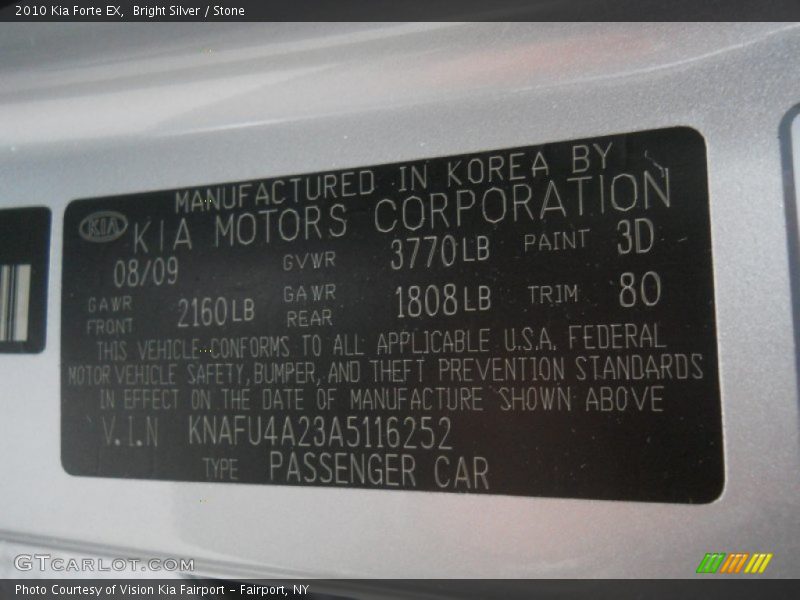 2010 Kia Forte EX, Bright Silver / Stone
MANUFACTURED IN KOREA BY
KIA KIA MOTORS CORPORATION
08/09 GVWR 3770LB PAINT 3D
GAWR FRONT 2160LB GAWR REAR 1808LB TRIM 80
THIS VEHICLE CONFORMS TO ALL APPLICABLE U.S.A. FEDERAL
MOTOR VEHICLE SAFETY, BUMPER, AND THEFT PREVENTION STANDARDS
IN EFFECT ON THE DATE OF MANUFACTURE SHOWN ABOVE
V.I.N KNAFU4A23A5116252
TYPE PASSENGER CAR
GTCARLOT.COM
Photo Courtesy of Vision Kia Fairport - Fairport, NY